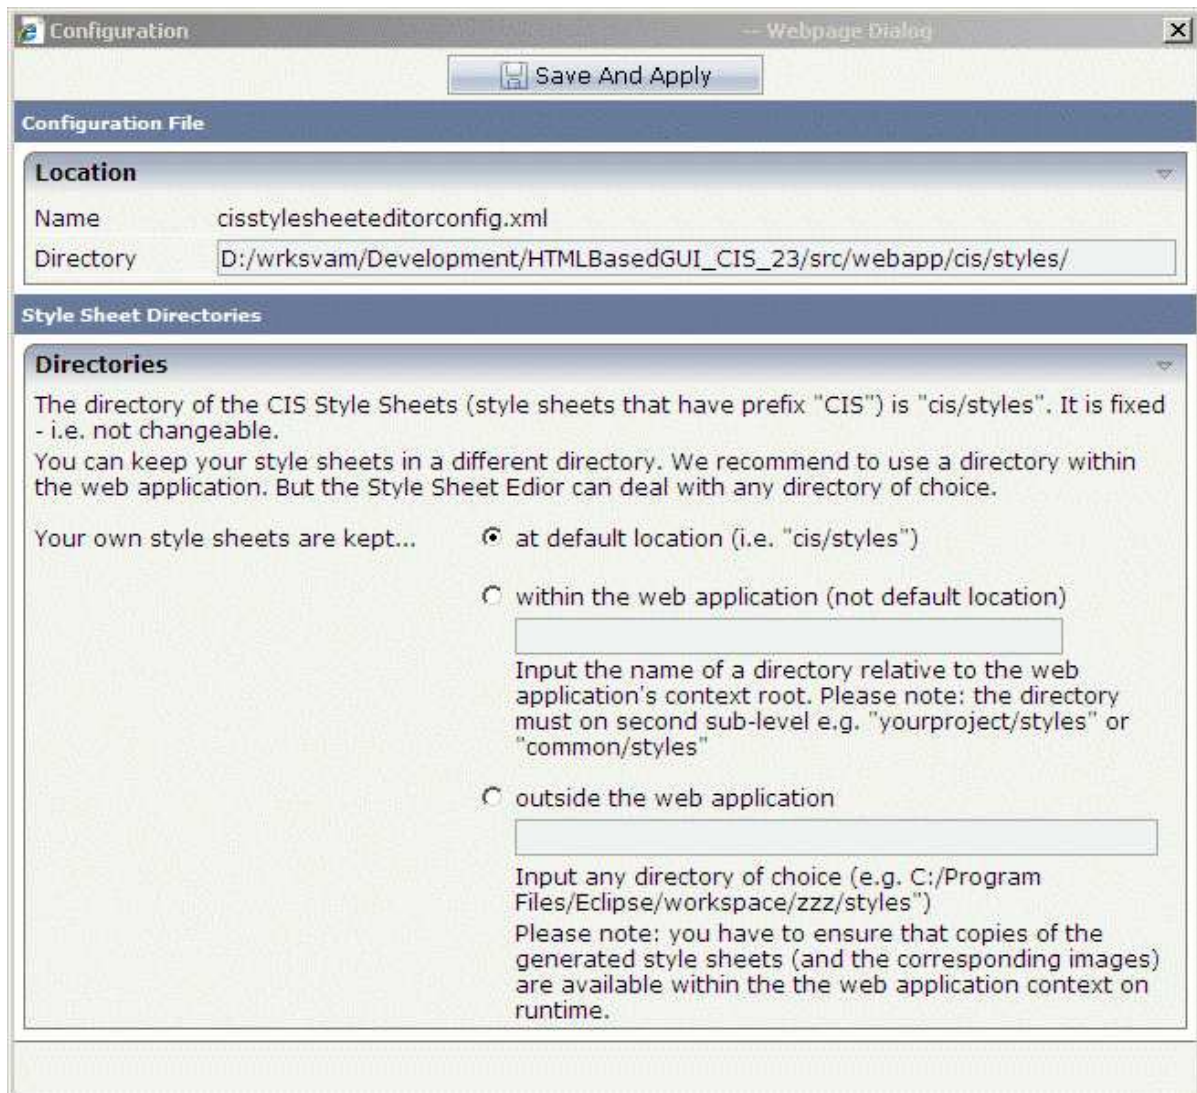 Configuration -- Webpage Dialog
Save And Apply
Configuration File
Location
Name cisstylesheeteditorconfig.xml
Directory D:/wrksvam/Development/HTMLBasedGUI_CIS_23/src/webapp/cis/styles/
Style Sheet Directories
Directories
The directory of the CIS Style Sheets (style sheets that have prefix "CIS") is "cis/styles". It is fixed
- i.e. not changeable.
You can keep your style sheets in a different directory. We recommend to use a directory within
the web application. But the Style Sheet Edior can deal with any directory of choice.
Your own style sheets are kept... at default location (i.e. "cis/styles")
within the web application (not default location)
Input the name of a directory relative to the web
application's context root. Please note: the directory
must on second sub-level e.g. "yourproject/styles" or
"common/styles"
outside the web application
Input any directory of choice (e.g. C:/Program
Files/Eclipse/workspace/zzz/styles")
Please note: you have to ensure that copies of the
generated style sheets (and the corresponding images)
are available within the the web application context on
runtime.